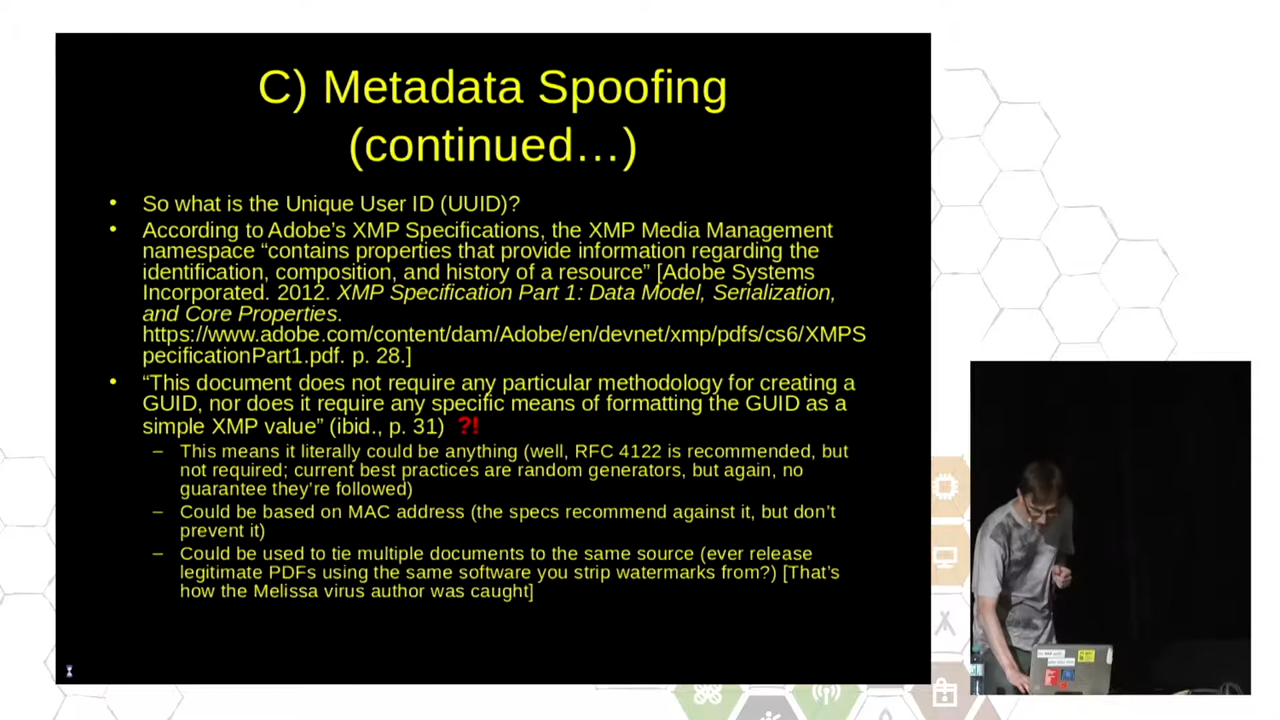 C) Metadata Spoofing
(continued…)
• So what is the Unique User ID (UUID)?
• According to Adobe's XMP Specifications, the XMP Media Management
namespace “contains properties that provide information regarding the
identification, composition, and history of a resource” [Adobe Systems
Incorporated. 2012. XMP Specification Part 1: Data Model, Serialization,
and Core Properties.
https://www.adobe.com/content/dam/Adobe/en/devnet/xmp/pdfs/cs6/XMPS
pecificationPart1.pdf. p. 28.]
• “This document does not require any particular methodology for creating a
GUID, nor does it require any specific means of formatting the GUID as a
simple XMP value” (ibid., p. 31) ?!
– This means it literally could be anything (well, RFC 4122 is recommended, but
not required; current best practices are random generators, but again, no
guarantee they're followed)
– Could be based on MAC address (the specs recommend against it, but don't
prevent it)
– Could be used to tie multiple documents to the same source (ever release
legitimate PDFs using the same software you strip watermarks from?) [That's
how the Melissa virus author was caught]